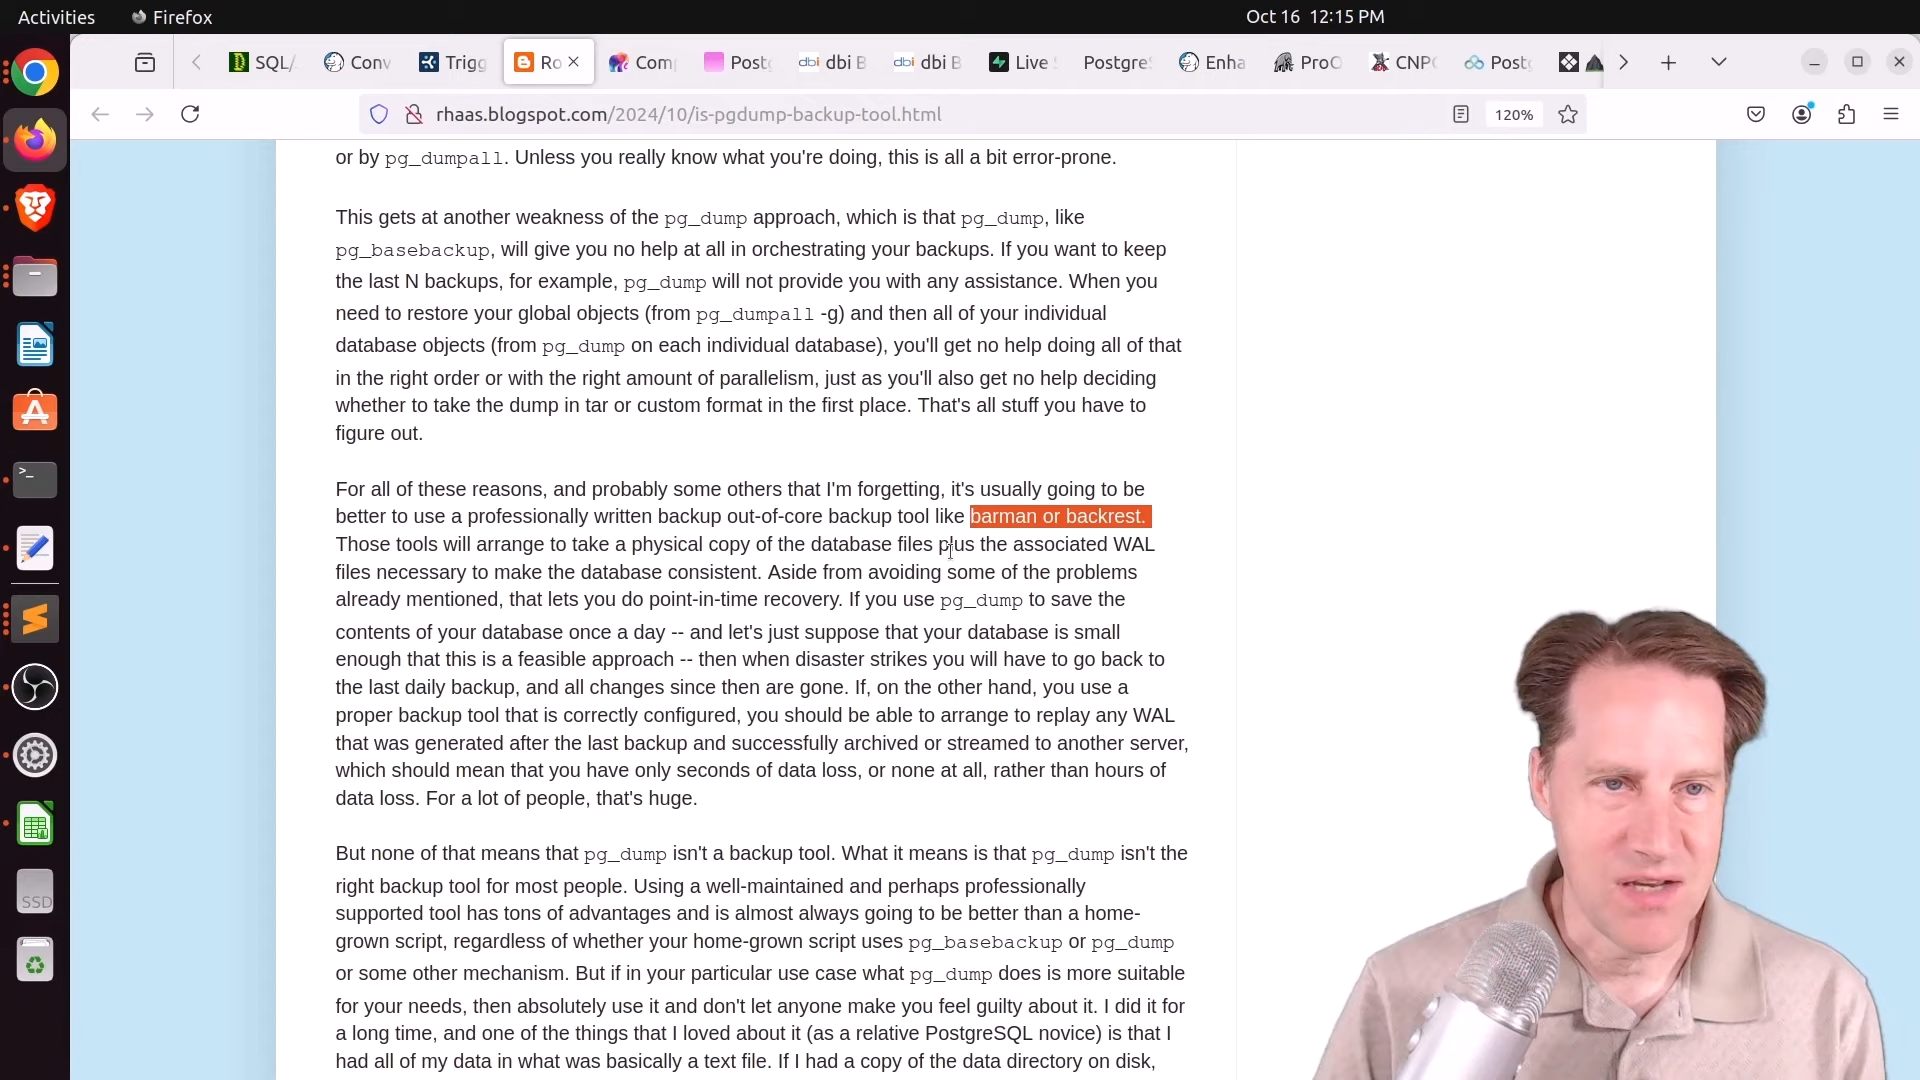 Activities
Firefox
Oct 16 12:15 PM
SQL/
Conv
Trigg
Ro
Com
Postg
dbi dbi B
dbi dbi B
Live
Postgre
Enha
ProO
CNPG
Postg
rhaas.blogspot.com/2024/10/is-pgdump-backup-tool.html
120%
or by pg_dumpall. Unless you really know what you're doing, this is all a bit error-prone.
This gets at another weakness of the pg_dump approach, which is that pg_dump, like
pg_basebackup, will give you no help at all in orchestrating your backups. If you want to keep
the last N backups, for example, pg_dump will not provide you with any assistance. When you
need to restore your global objects (from pg_dumpall -g) and then all of your individual
database objects (from pg_dump on each individual database), you'll get no help doing all of that
in the right order or with the right amount of parallelism, just as you'll also get no help deciding
whether to take the dump in tar or custom format in the first place. That's all stuff you have to
figure out.
For all of these reasons, and probably some others that I'm forgetting, it's usually going to be
better to use a professionally written backup out-of-core backup tool like barman or backrest.
Those tools will arrange to take a physical copy of the database files plus the associated WAL
files necessary to make the database consistent. Aside from avoiding some of the problems
already mentioned, that lets you do point-in-time recovery. If you use pg_dump to save the
contents of your database once a day -- and let's just suppose that your database is small
enough that this is a feasible approach -- then when disaster strikes you will have to go back to
the last daily backup, and all changes since then are gone. If, on the other hand, you use a
proper backup tool that is correctly configured, you should be able to arrange to replay any WAL
that was generated after the last backup and successfully archived or streamed to another server,
which should mean that you have only seconds of data loss, or none at all, rather than hours of
data loss. For a lot of people, that's huge.
But none of that means that pg_dump isn't a backup tool. What it means is that pg_dump isn't the
right backup tool for most people. Using a well-maintained and perhaps professionally
supported tool has tons of advantages and is almost always going to be better than a home-
grown script, regardless of whether your home-grown script uses pg_basebackup or pg_dump
or some other mechanism. But if in your particular use case what pg_dump does is more suitable
for your needs, then absolutely use it and don't let anyone make you feel guilty about it. I did it for
a long time, and one of the things that I loved about it (as a relative PostgreSQL novice) is that I
had all of my data in what was basically a text file. If I had a copy of the data directory on disk,
SSD